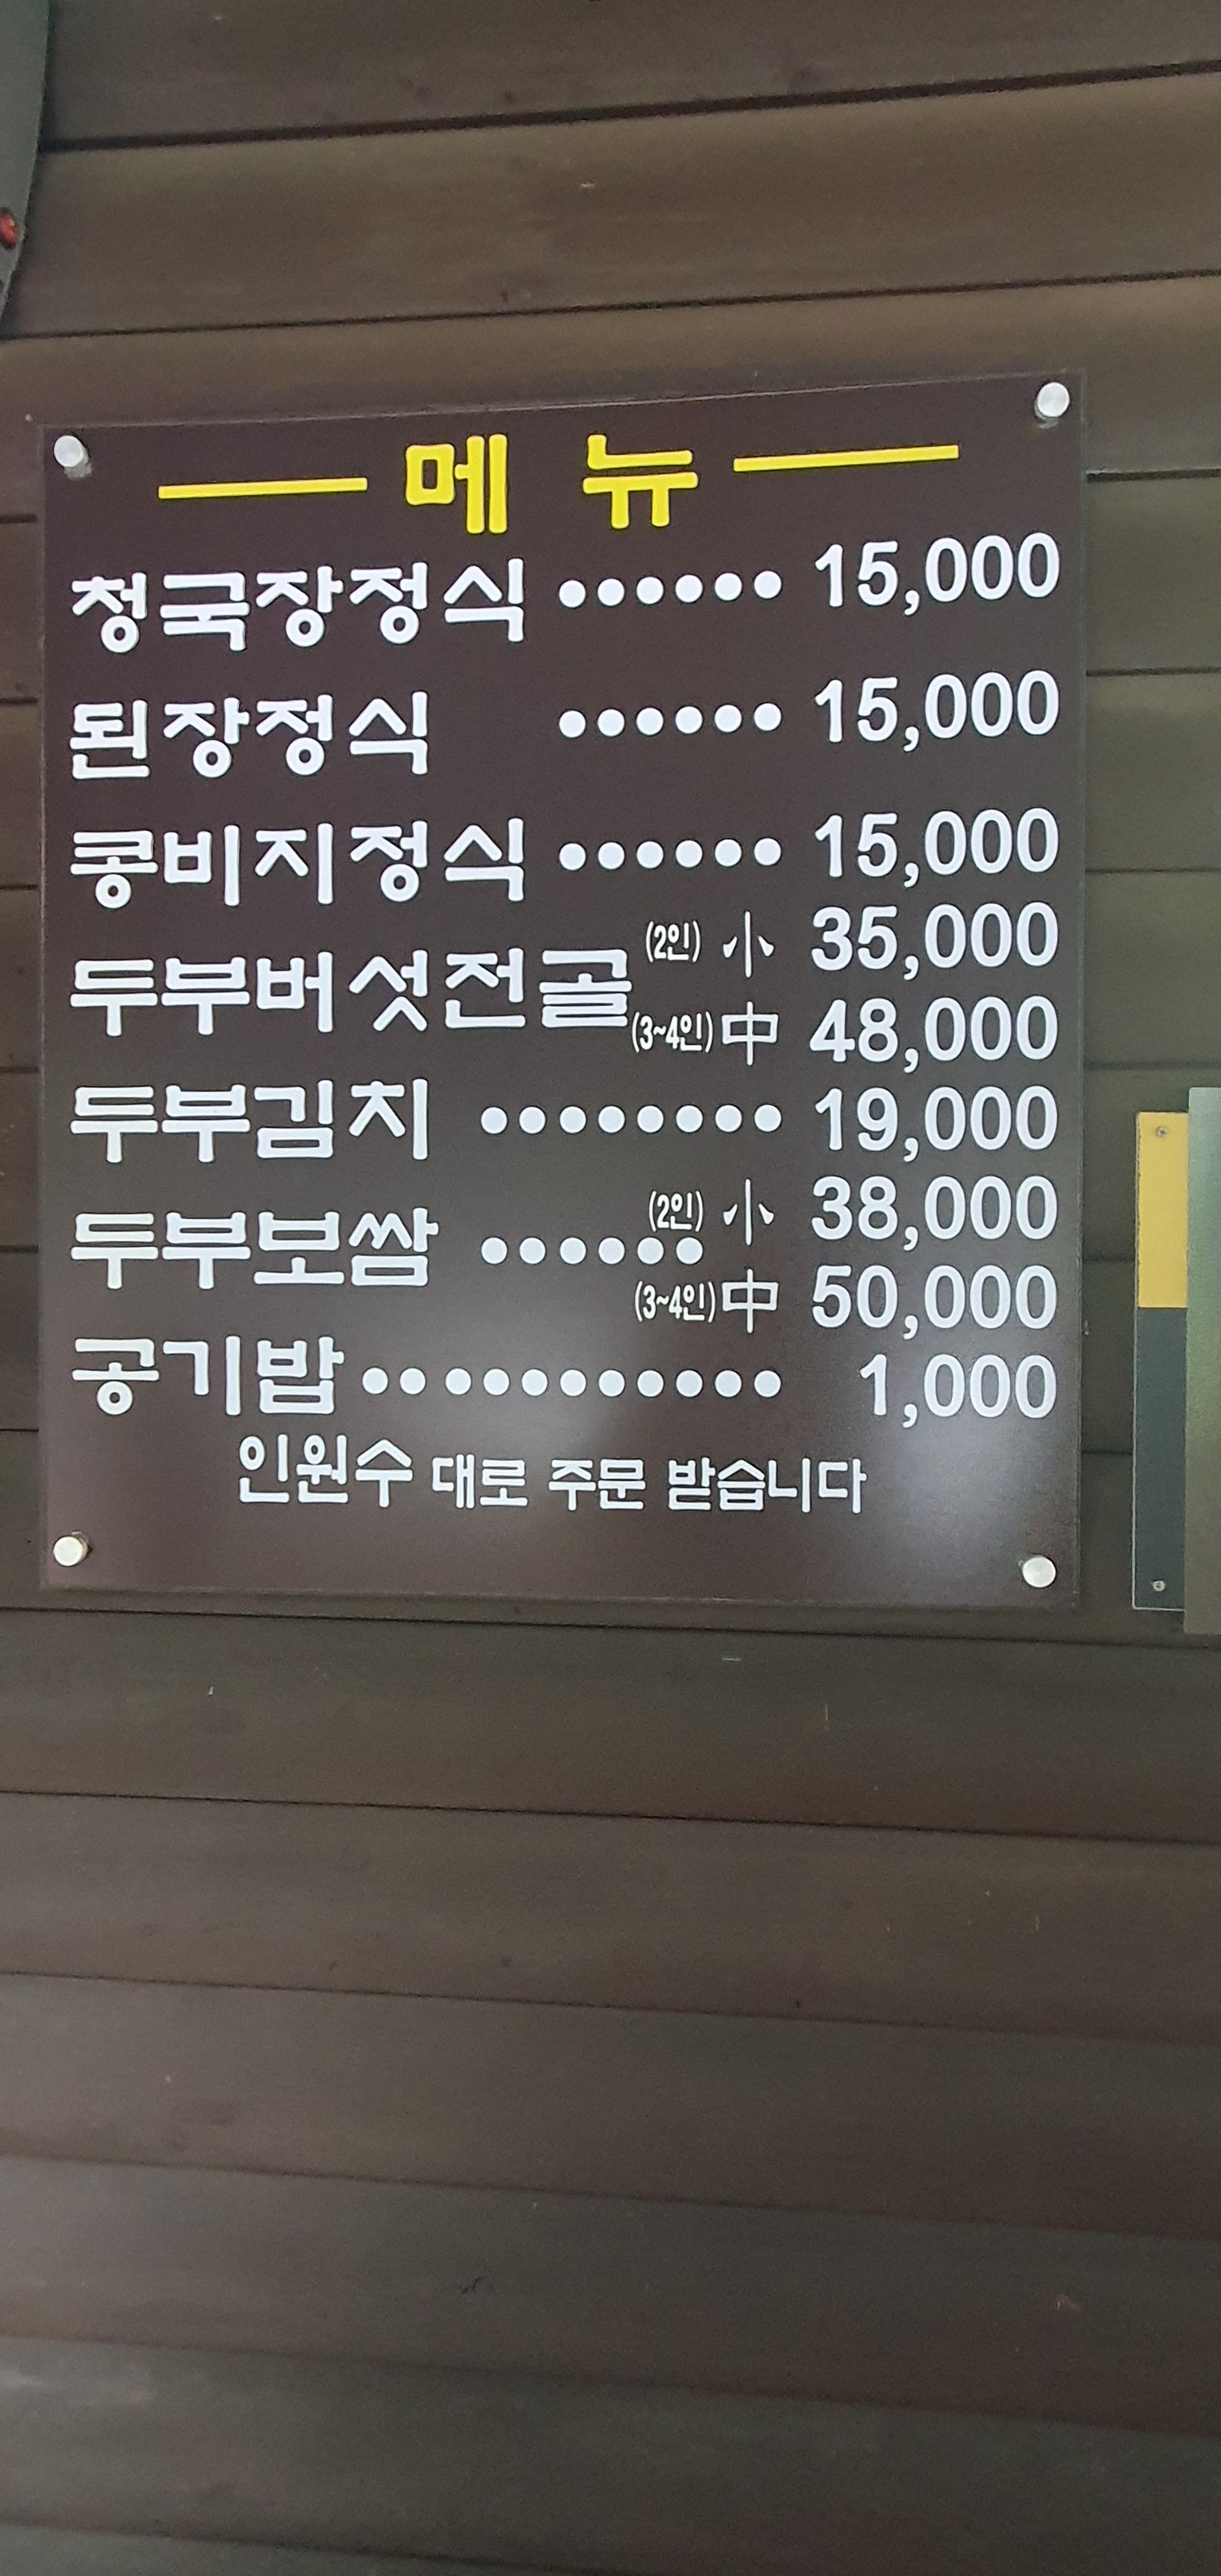 메 뉴
청국장정식 •••••• 15,000
된장정식 •••••• 15,000
콩비지정식 •••••• 15,000
두부버섯전골 (2인) 小 35,000
(3~4인) 中 48,000
두부김치 •••••••• 19,000
두부보쌈 •••••• (2인) 小 38,000
(3~4인) 中 50,000
공기밥 ••••••••••• 1,000
인원수 대로 주문 받습니다